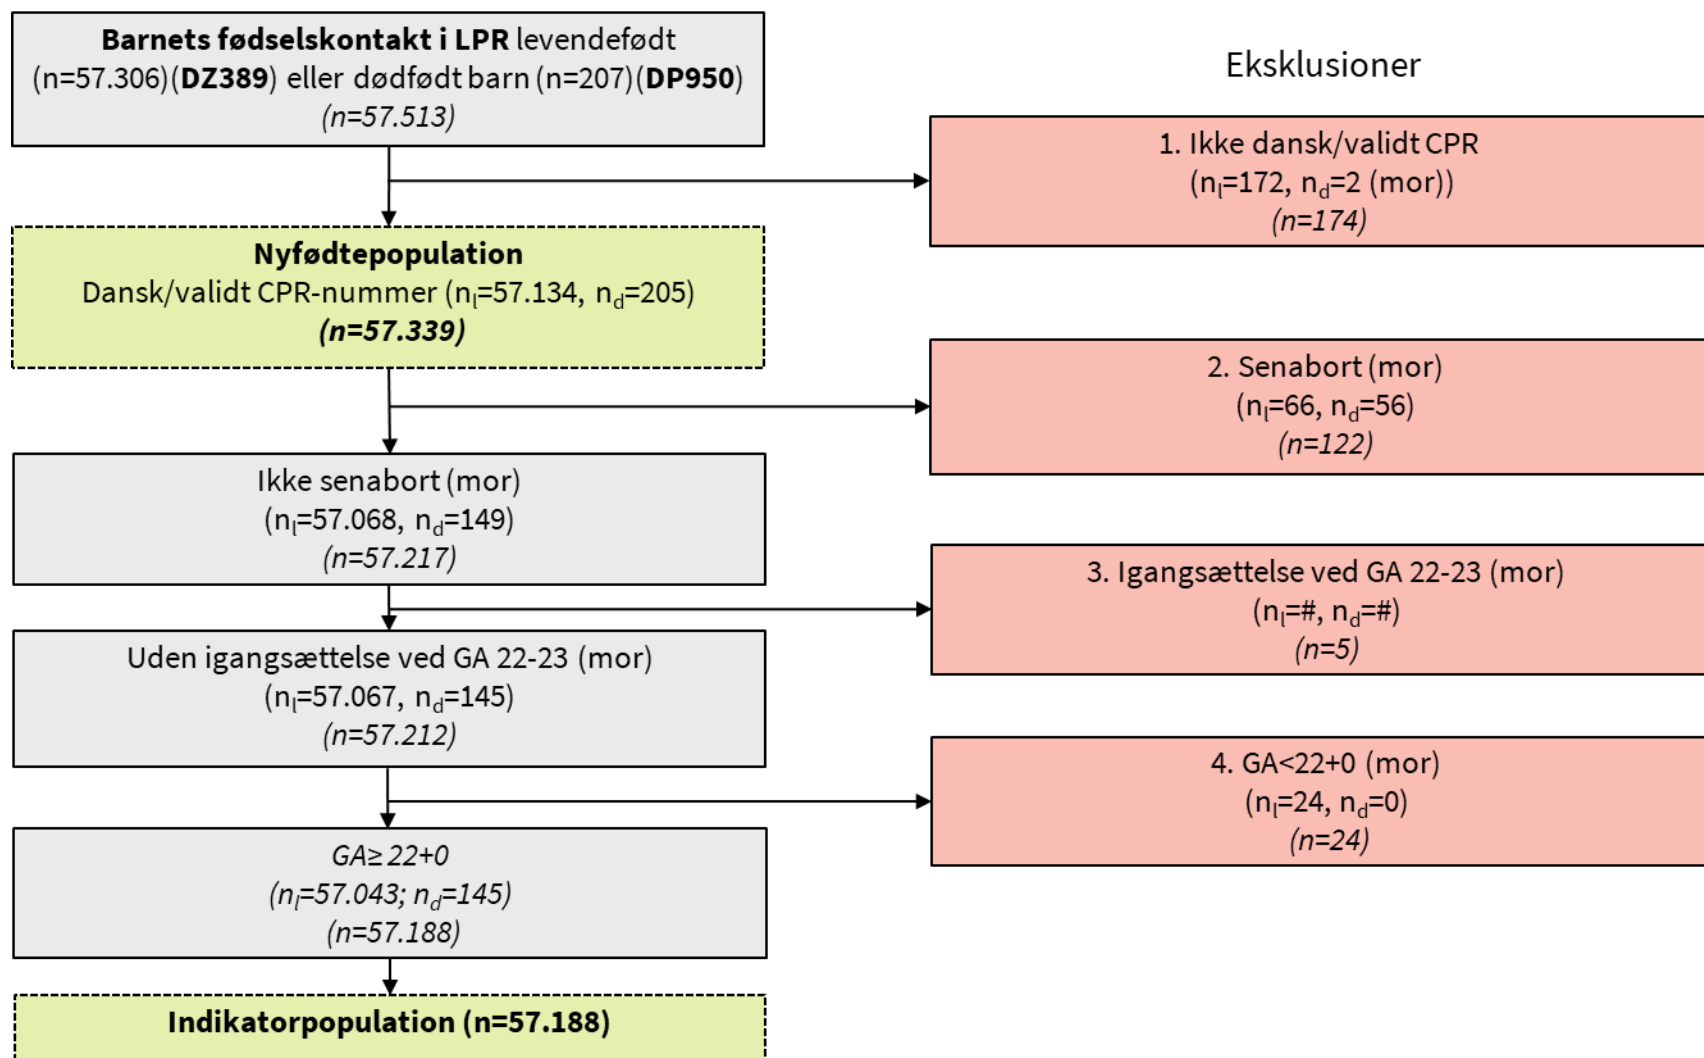 Barnets fødselskontakt i LPR levendefødt
(n=57.306)(DZ389) eller dødfødt barn (n=207)(DP950)
(n=57.513)
Eksklusioner
1. Ikke dansk/validt CPR
(nl=172, nd=2 (mor))
(n=174)
Nyfødtepopulation
Dansk/validt CPR-nummer (nl=57.134, nd=205)
(n=57.339)
2. Senabort (mor)
(nl=66, nd=56)
(n=122)
Ikke senabort (mor)
(nl=57.068, nd=149)
(n=57.217)
3. Igangsættelse ved GA 22-23 (mor)
(nl=#, nd=#)
(n=5)
Uden igangsættelse ved GA 22-23 (mor)
(nl=57.067, nd=145)
(n=57.212)
4. GA<22+0 (mor)
(nl=24, nd=0)
(n=24)
GA≥ 22+0
(nl=57.043; nd=145)
(n=57.188)
Indikatorpopulation (n=57.188)